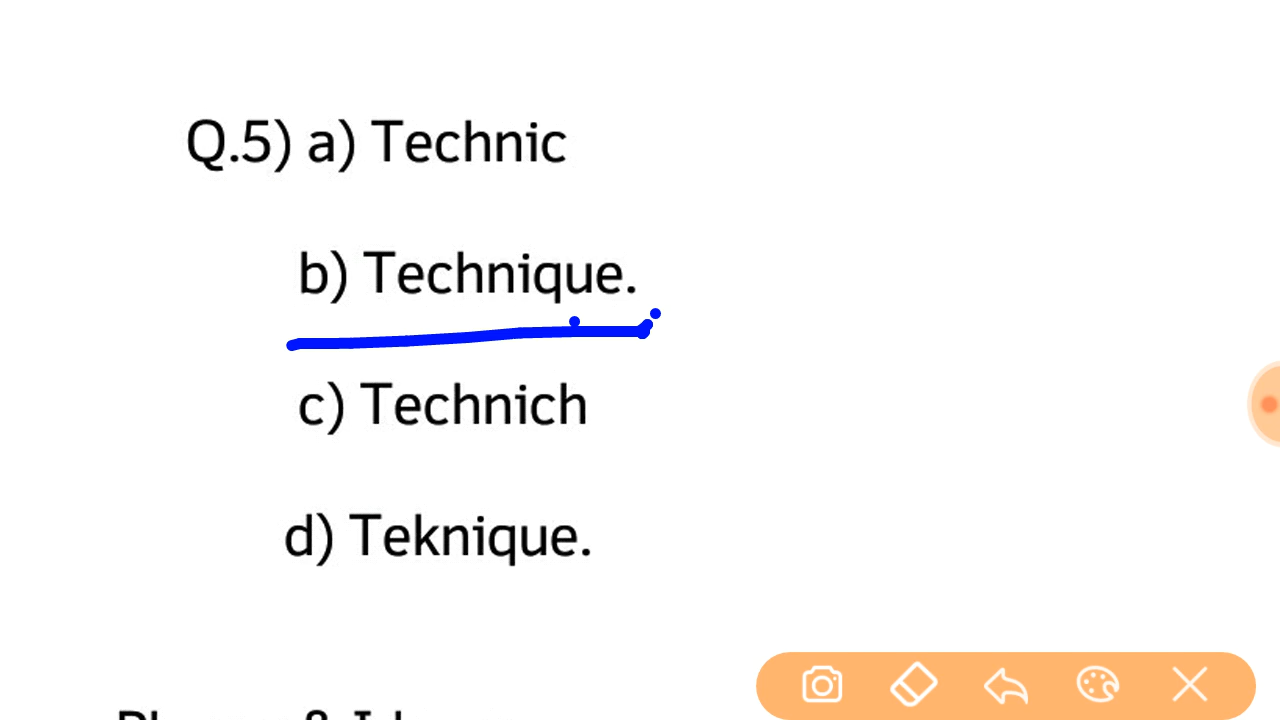 Q.5) a) Technic
b) Technique.
c) Technich
d) Teknique.